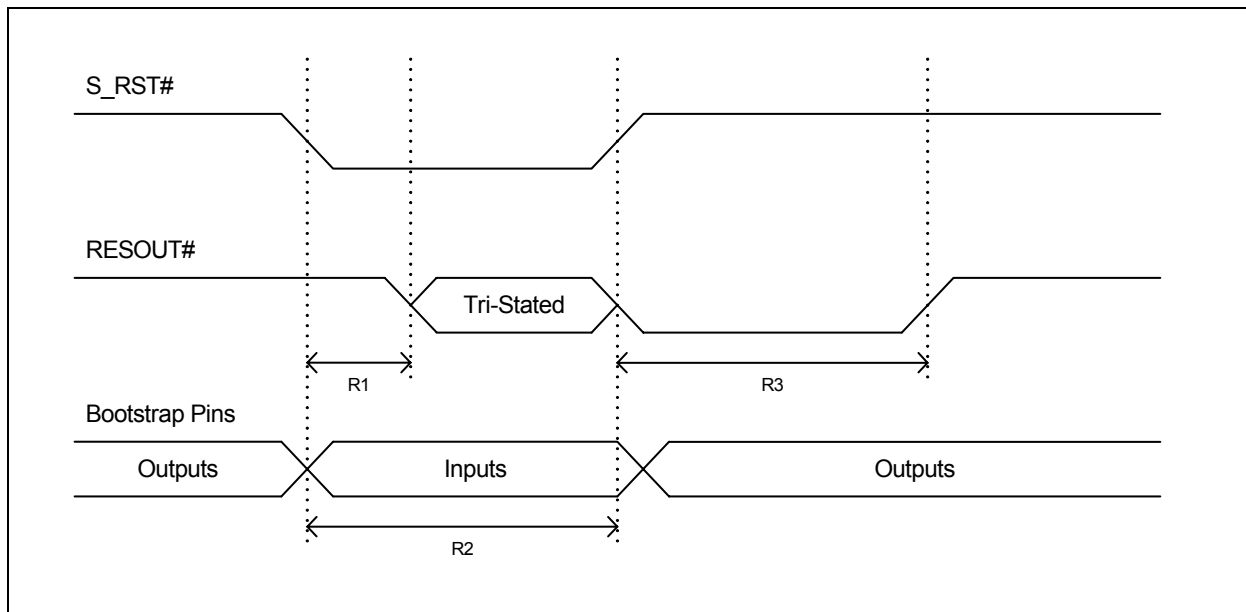 S_RST#
RESOUT#
Tri-Stated
R1
R3
Bootstrap Pins
Outputs
Inputs
Outputs
R2